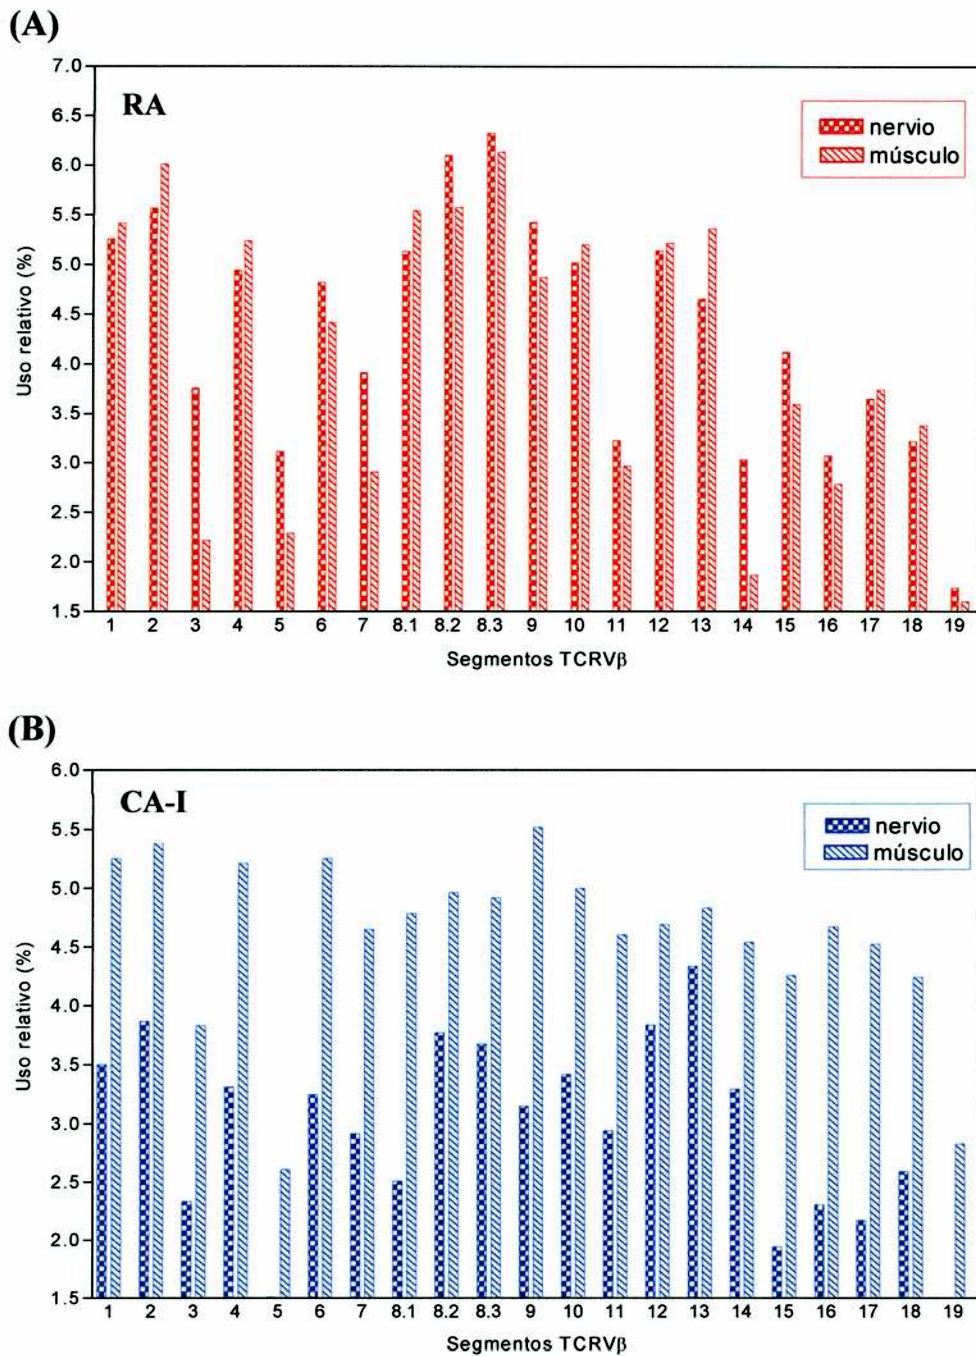 (A)
RA
nervio
músculo
Uso relativo (%)
7.0
6.5
6.0
5.5
5.0
4.5
4.0
3.5
3.0
2.5
2.0
1.5
1 2 3 4 5 6 7 8.1 8.2 8.3 9 10 11 12 13 14 15 16 17 18 19
Segmentos TCRVβ
(B)
CA-I
nervio
músculo
Uso relativo (%)
6.0
5.5
5.0
4.5
4.0
3.5
3.0
2.5
2.0
1.5
1 2 3 4 5 6 7 8.1 8.2 8.3 9 10 11 12 13 14 15 16 17 18 19
Segmentos TCRVβ